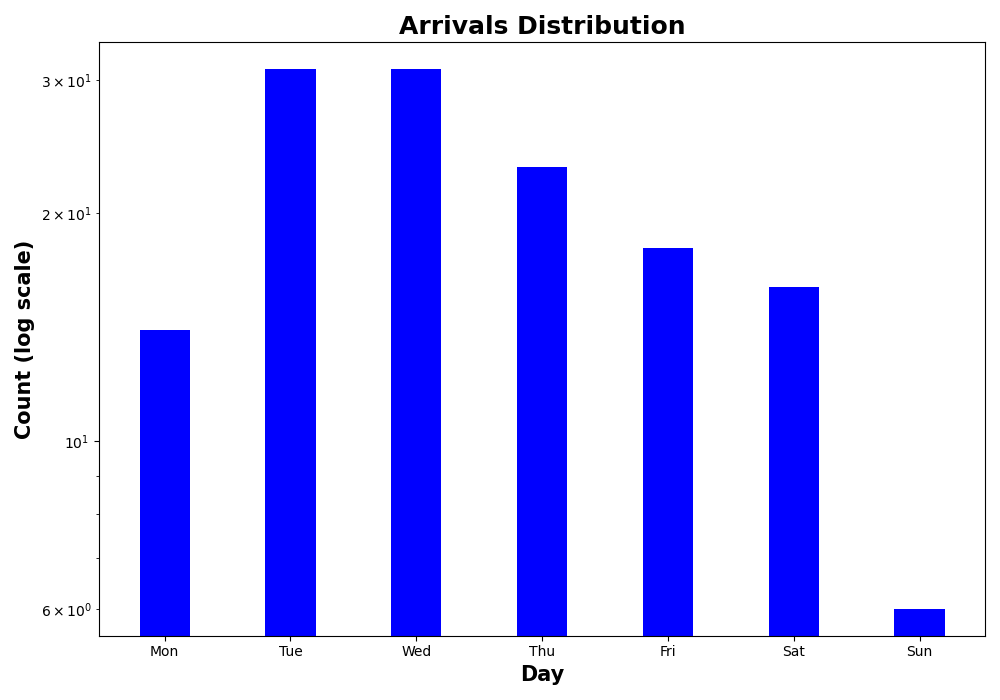 Arrivals Distribution
Count (log scale)
3 × 10¹
2 × 10¹
10¹
6 × 10⁰
Mon Tue Wed Thu Fri Sat Sun
Day